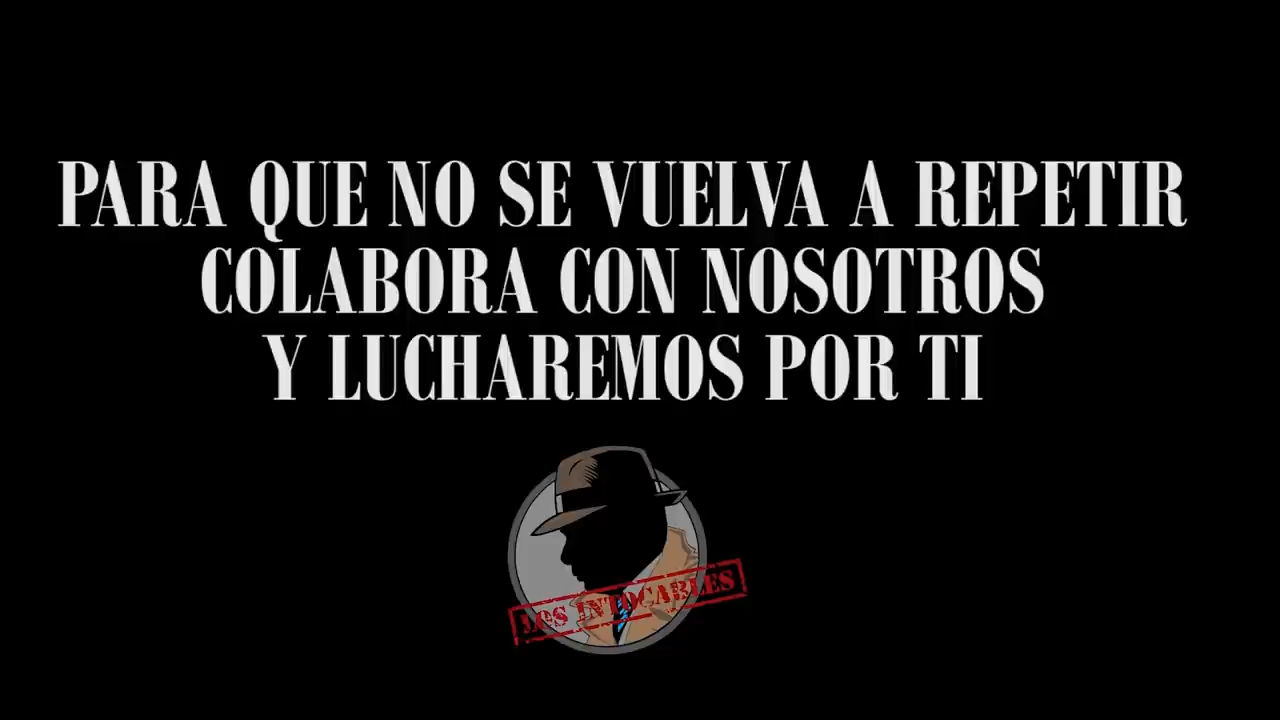 PARA QUE NO SE VUELVA A REPETIR
COLABORA CON NOSOTROS
Y LUCHAREMOS POR TI
LOS INTOCABLES